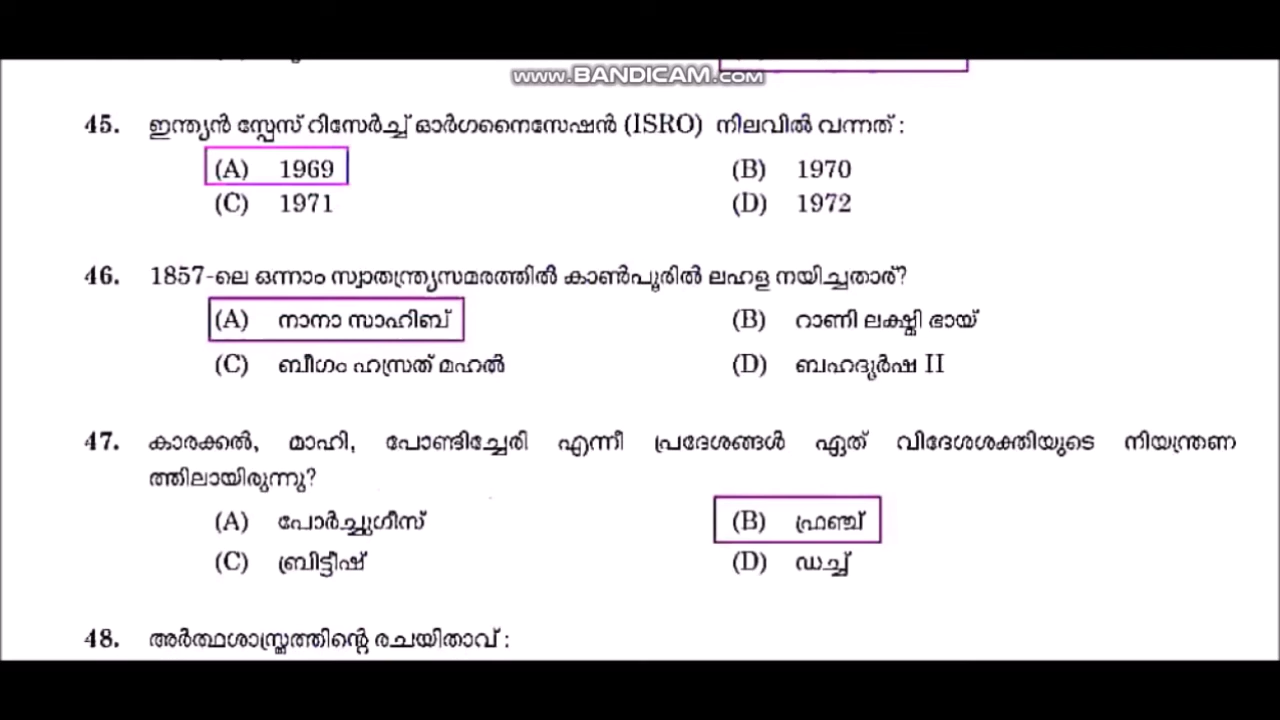 www.BANDICAM.com
45. ഇന്ത്യൻ സ്പേസ് റിസേർച്ച് ഓർഗനൈസേഷൻ (ISRO) നിലവിൽ വന്നത് :
(A) 1969 (B) 1970
(C) 1971 (D) 1972
46. 1857-ലെ ഒന്നാം സ്വാതന്ത്ര്യസമരത്തിൽ കാൺപൂരിൽ ലഹള നയിച്ചതാര്?
(A) നാനാ സാഹിബ് (B) റാണി ലക്ഷ്മി ഭായ്
(C) ബീഗം ഹസ്രത് മഹൽ (D) ബഹദൂർഷ II
47. കാരക്കൽ, മാഹി, പോണ്ടിച്ചേരി എന്നീ പ്രദേശങ്ങൾ ഏത് വിദേശശക്തിയുടെ നിയന്ത്രണ
ത്തിലായിരുന്നു?
(A) പോർച്ചുഗീസ് (B) ഫ്രഞ്ച്
(C) ബ്രിട്ടീഷ് (D) ഡച്ച്
48. അർത്ഥശാസ്ത്രത്തിന്റെ രചയിതാവ് :